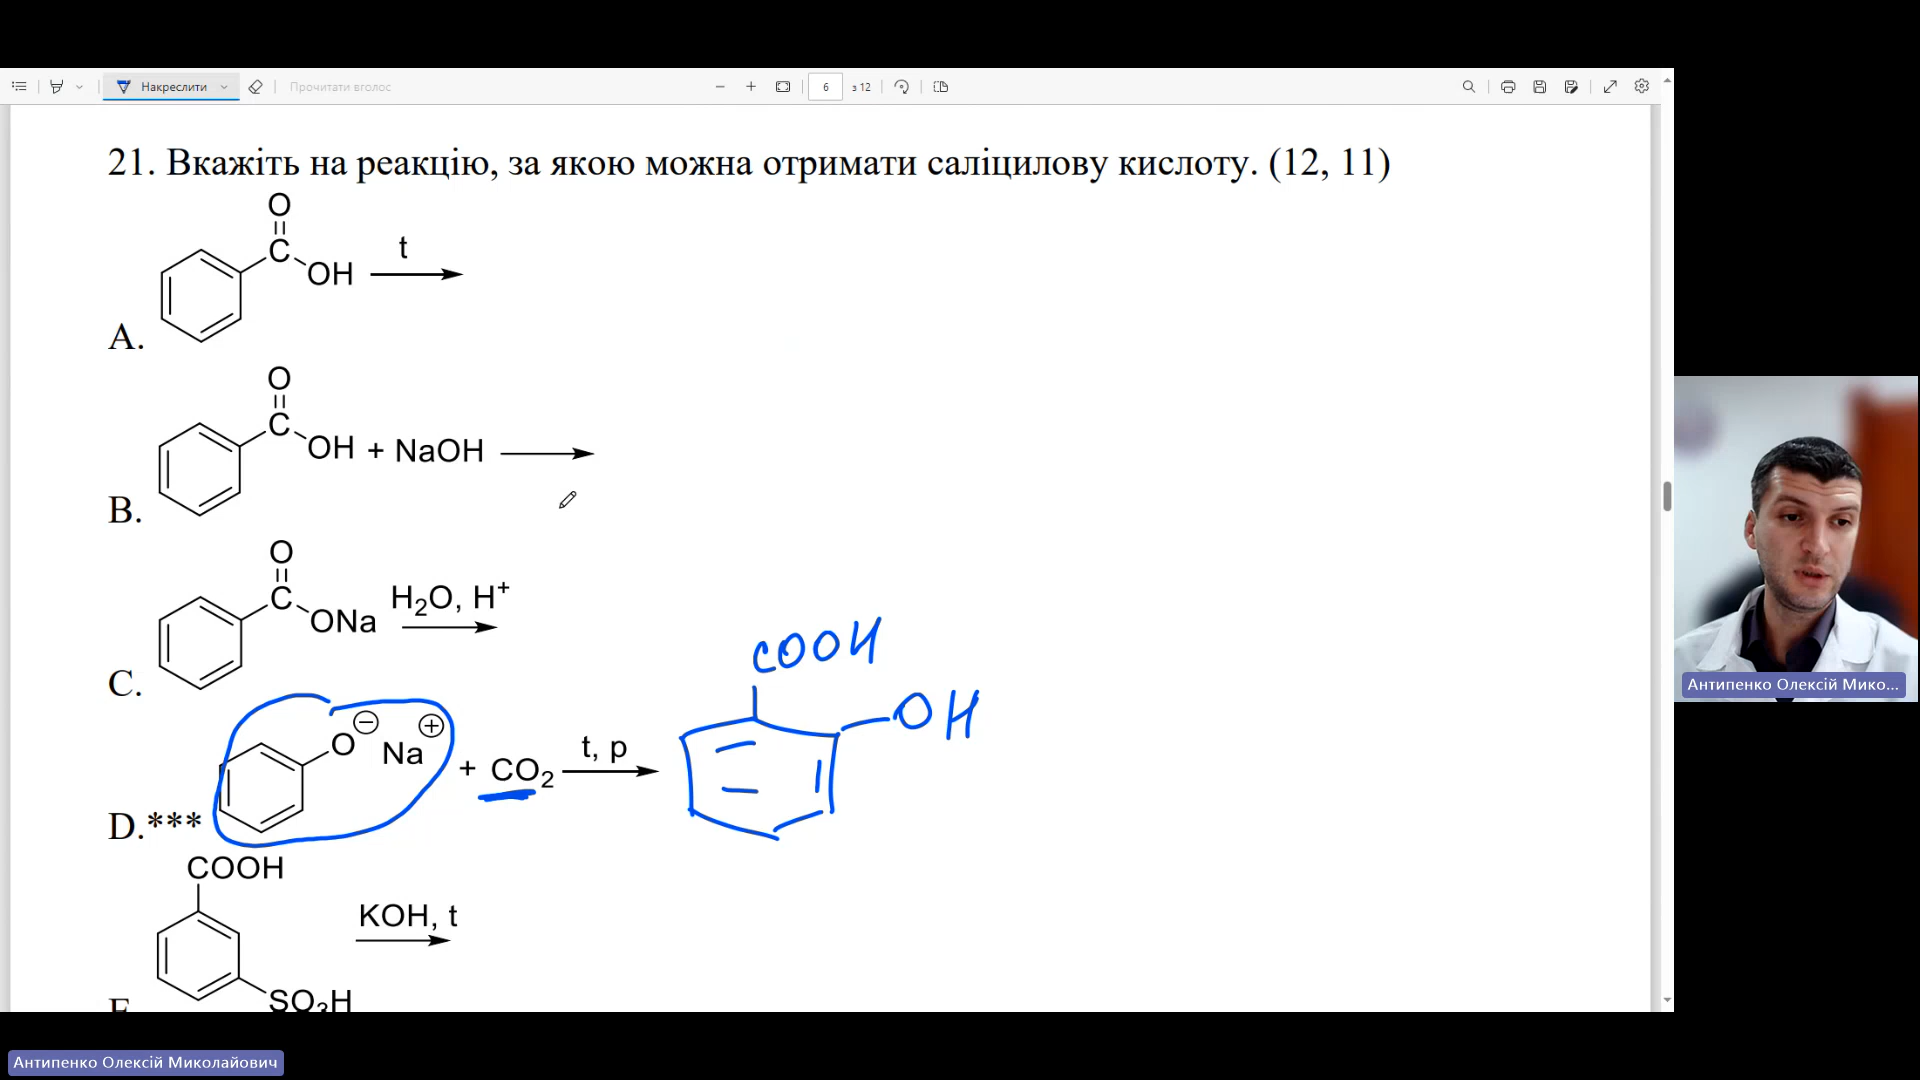 Накреслити
Прочитати вголос
6
з 12
21. Вкажіть на реакцію, за якою можна отримати саліцилову кислоту. (12, 11)
O
C
OH
t
A.
O
C
OH + NaOH
B.
O
C
ONa
H2O, H+
C.
COOH
OH
O⊖ Na⊕ + CO2
t, p
D.***
COOH
KOH, t
SO3H
Антипенко Олексій Мико...
Антипенко Олексій Миколайович